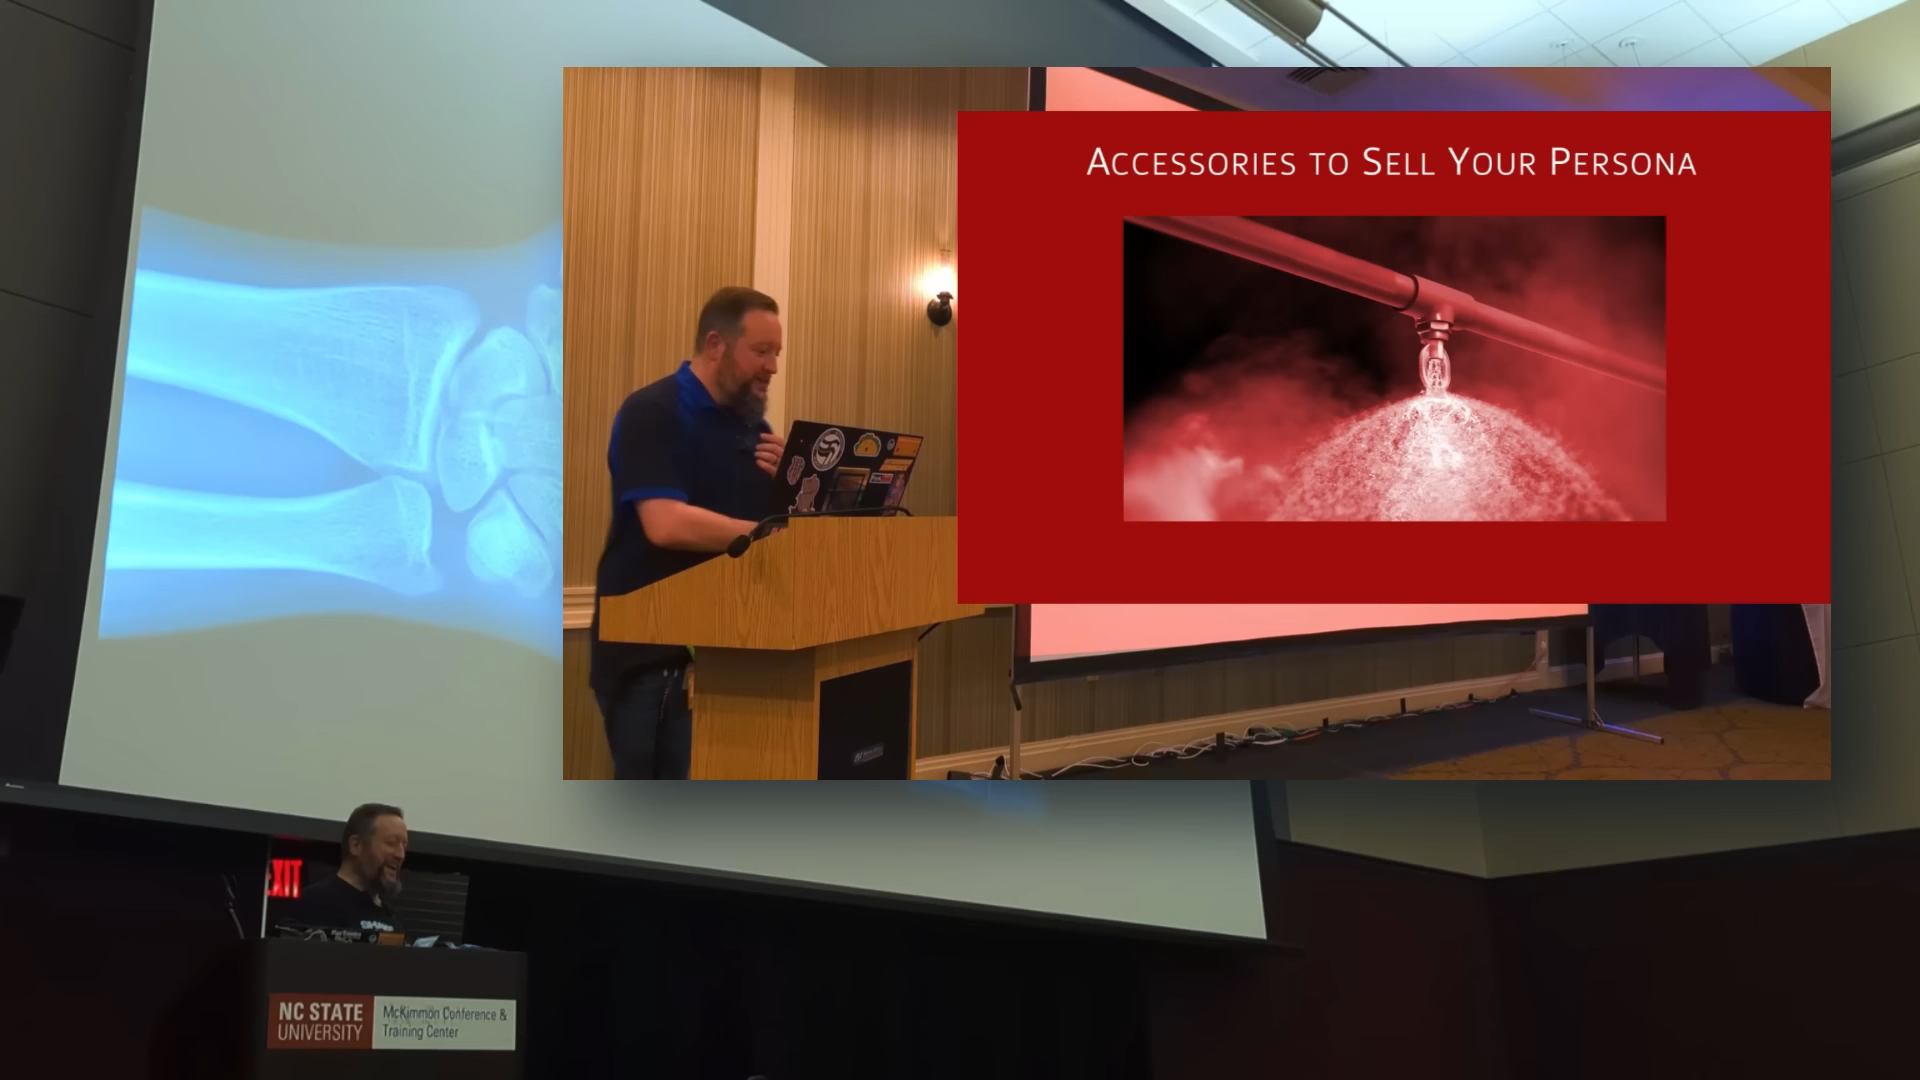 ACCESSORIES TO SELL YOUR PERSONA
EXIT
NC STATE
UNIVERSITY
McKimmon Conference &
Training Center